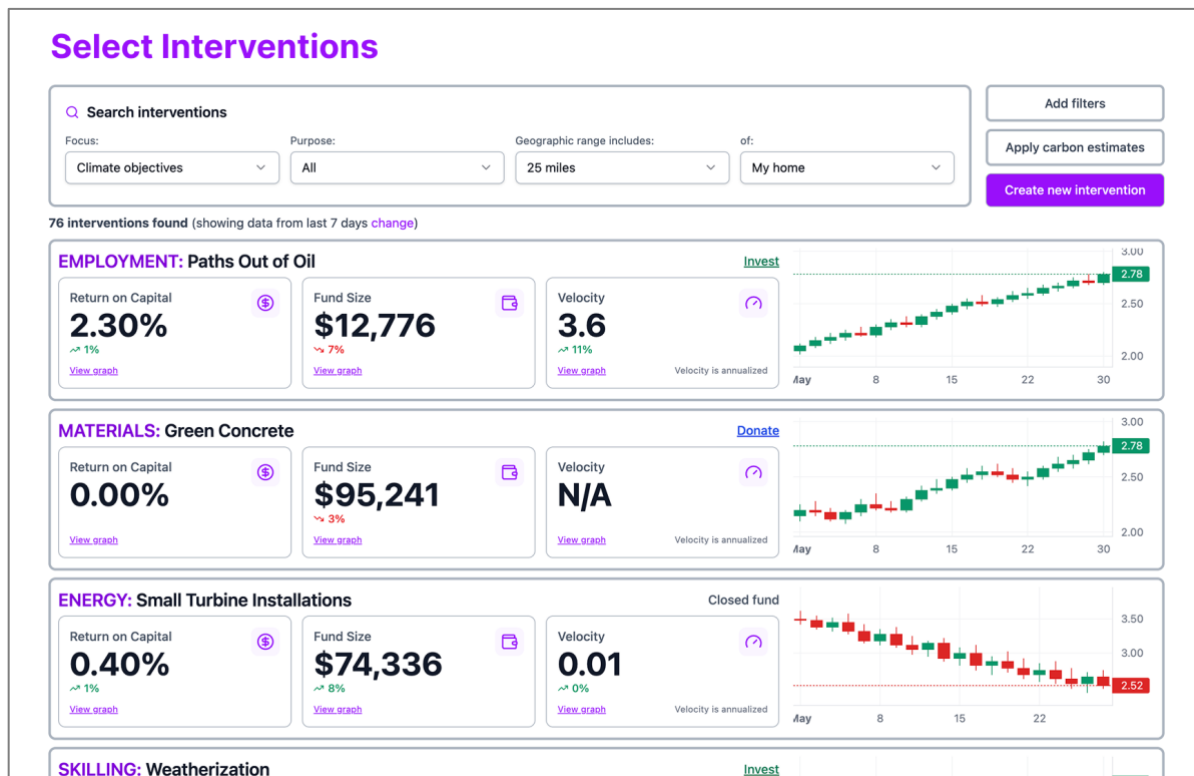 Select Interventions
Search interventions
Focus:
Climate objectives
Purpose:
All
Geographic range includes:
25 miles
of:
My home
Add filters
Apply carbon estimates
Create new intervention
76 interventions found (showing data from last 7 days change)
EMPLOYMENT: Paths Out of Oil
Invest
Return on Capital
2.30%
1%
View graph
Fund Size
$12,776
7%
View graph
Velocity
3.6
11%
View graph
Velocity is annualized
3.00
2.78
2.50
2.00
May 8 15 22 30
MATERIALS: Green Concrete
Donate
Return on Capital
0.00%
View graph
Fund Size
$95,241
3%
View graph
Velocity
N/A
View graph
Velocity is annualized
3.00
2.78
2.50
2.00
May 8 15 22 30
ENERGY: Small Turbine Installations
Closed fund
Return on Capital
0.40%
1%
View graph
Fund Size
$74,336
8%
View graph
Velocity
0.01
0%
View graph
Velocity is annualized
3.50
3.00
2.52
May 8 15 22
SKILLING: Weatherization
Invest